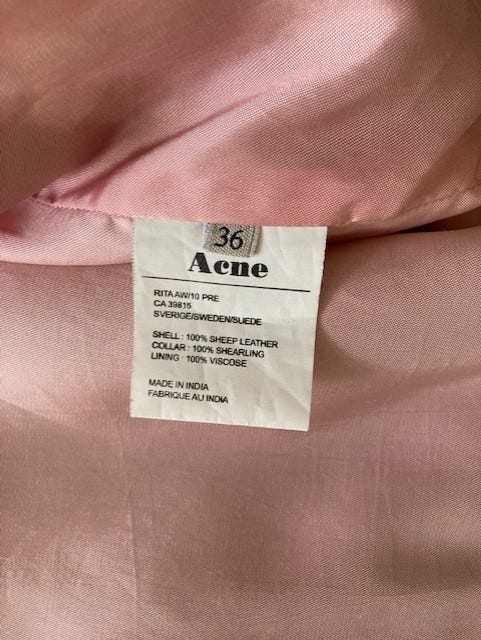 36
Acne
RITA AW/10 PRE
CA 39815
SVERIGE/SWEDEN/SUEDE
SHELL : 100% SHEEP LEATHER
COLLAR : 100% SHEARLING
LINING : 100% VISCOSE
MADE IN INDIA
FABRIQUE AU INDIA